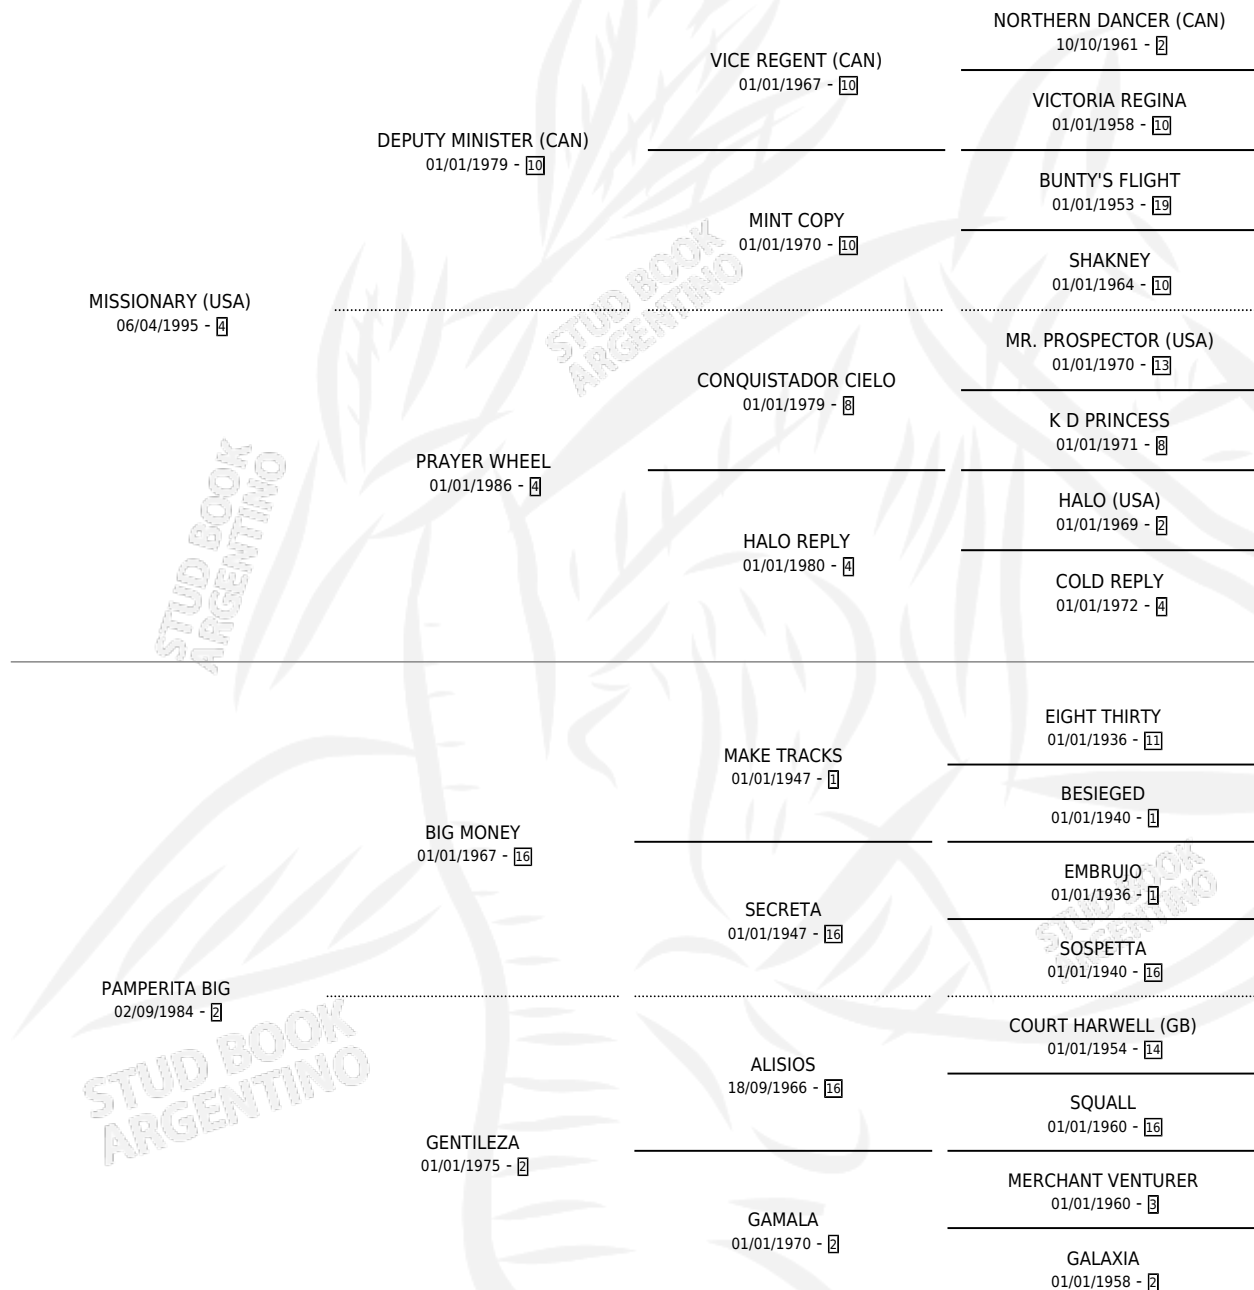 NORTHERN DANCER (CAN)
10/10/1961 - 2
VICE REGENT (CAN)
01/01/1967 - 10
VICTORIA REGINA
01/01/1958 - 10
DEPUTY MINISTER (CAN)
01/01/1979 - 10
BUNTY'S FLIGHT
01/01/1953 - 19
MINT COPY
01/01/1970 - 10
SHAKNEY
01/01/1964 - 10
MISSIONARY (USA)
06/04/1995 - 4
MR. PROSPECTOR (USA)
01/01/1970 - 13
CONQUISTADOR CIELO
01/01/1979 - 8
K D PRINCESS
01/01/1971 - 8
PRAYER WHEEL
01/01/1986 - 4
HALO (USA)
01/01/1969 - 2
HALO REPLY
01/01/1980 - 4
COLD REPLY
01/01/1972 - 4
EIGHT THIRTY
01/01/1936 - 11
MAKE TRACKS
01/01/1947 - 1
BESIEGED
01/01/1940 - 1
BIG MONEY
01/01/1967 - 16
EMBRUJO
01/01/1936 - 1
SECRETA
01/01/1947 - 16
SOSPETTA
01/01/1940 - 16
PAMPERITA BIG
02/09/1984 - 2
COURT HARWELL (GB)
01/01/1954 - 14
ALISIOS
18/09/1966 - 16
SQUALL
01/01/1960 - 16
GENTILEZA
01/01/1975 - 2
MERCHANT VENTURER
01/01/1960 - 3
GAMALA
01/01/1970 - 2
GALAXIA
01/01/1958 - 2
STUD BOOK
ARGENTINO
STUD BOOK
ARGENTINO
STUD BOOK
ARGENTINO
STUD BOOK
ARGENTINO